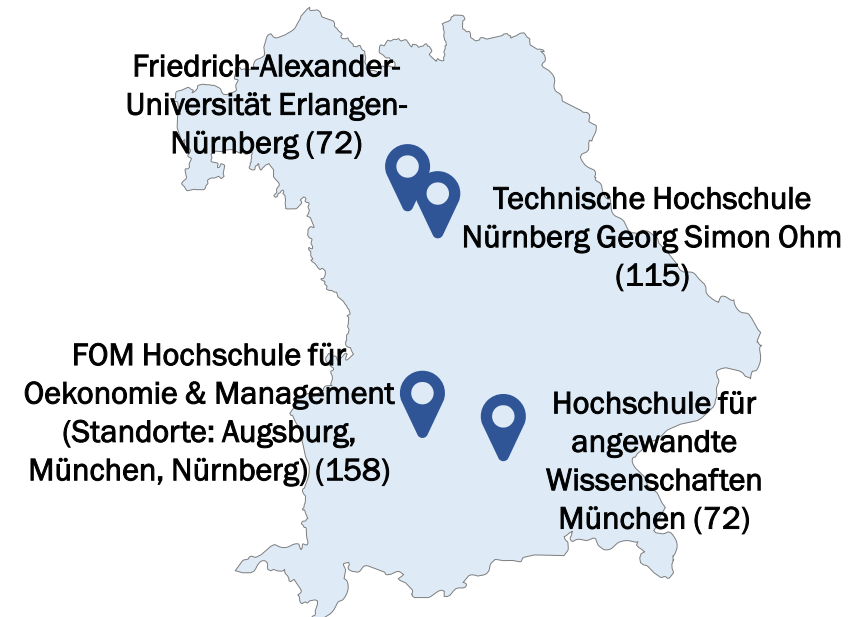 Friedrich-Alexander-
Universität Erlangen-
Nürnberg (72)
Technische Hochschule
Nürnberg Georg Simon Ohm
(115)
FOM Hochschule für
Oekonomie & Management
(Standorte: Augsburg,
München, Nürnberg) (158)
Hochschule für
angewandte
Wissenschaften
München (72)